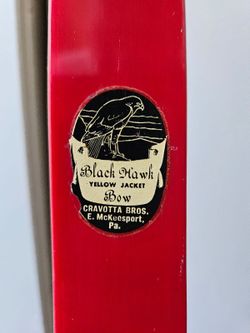 Black Hawk
YELLOW JACKET
Bow
CRAVOTTA BROS.
E. McKeesport,
Pa.